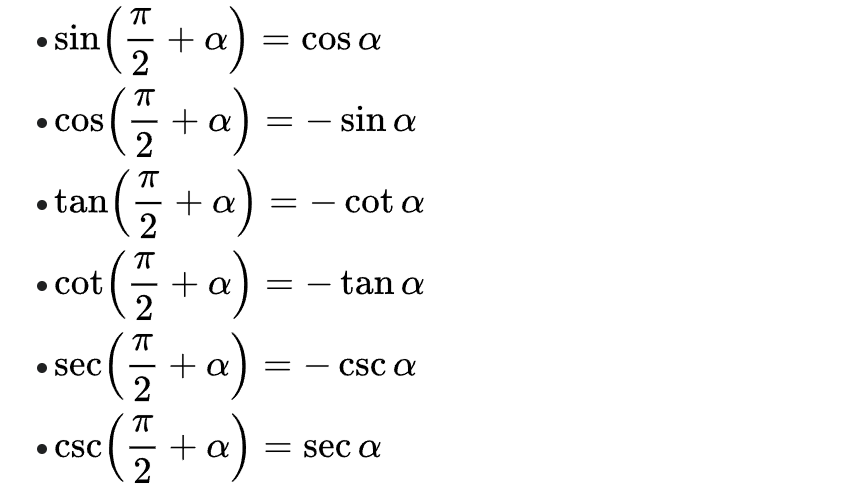 • sin(π/2 + α) = cos α
• cos(π/2 + α) = − sin α
• tan(π/2 + α) = − cot α
• cot(π/2 + α) = − tan α
• sec(π/2 + α) = − csc α
• csc(π/2 + α) = sec α